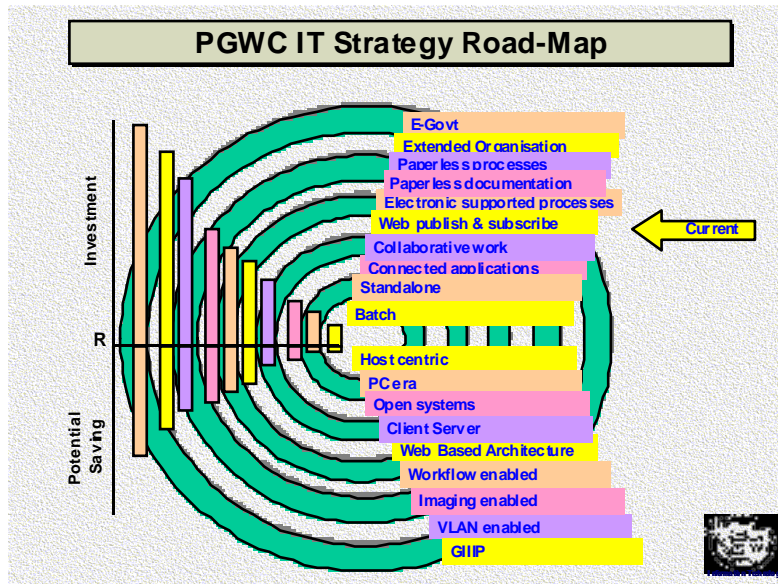 PGWC IT Strategy Road-Map
E-Govt
Extended Organisation
Paperless processes
Paperless documentation
Electronic supported processes
Web publish & subscribe
Current
Collaborative work
Connected applications
Standalone
Batch
Investment
R
Potential
Saving
Host centric
PC era
Open systems
Client Server
Web Based Architecture
Workflow enabled
Imaging enabled
VLAN enabled